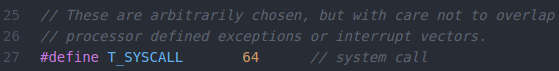 25 // These are arbitrarily chosen, but with care not to overlap
26 // processor defined exceptions or interrupt vectors.
27 #define T_SYSCALL 64 // system call